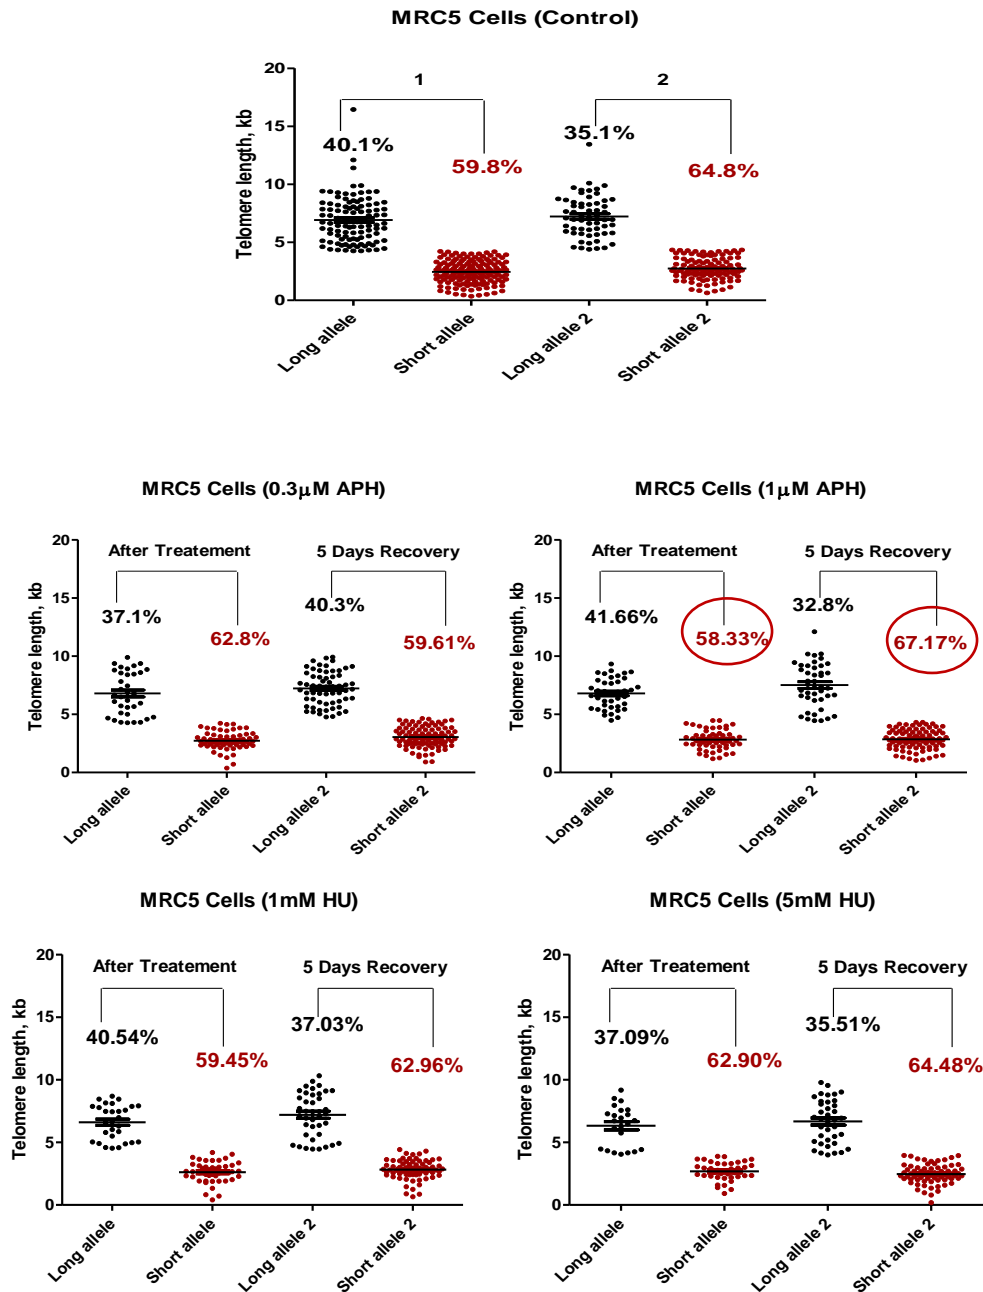 MRC5 Cells (Control)
Telomere length, kb
20
15
10
5
0
1
2
40.1%
59.8%
35.1%
64.8%
Long allele
Short allele
Long allele 2
Short allele 2
MRC5 Cells (0.3μM APH)
Telomere length, kb
20
15
10
5
0
After Treatement
5 Days Recovery
37.1%
62.8%
40.3%
59.61%
Long allele
Short allele
Long allele 2
Short allele 2
MRC5 Cells (1μM APH)
Telomere length, kb
20
15
10
5
0
After Treatement
5 Days Recovery
41.66%
58.33%
32.8%
67.17%
Long allele
Short allele
Long allele 2
Short allele 2
MRC5 Cells (1mM HU)
Telomere length, kb
20
15
10
5
0
After Treatement
5 Days Recovery
40.54%
59.45%
37.03%
62.96%
Long allele
Short allele
Long allele 2
Short allele 2
MRC5 Cells (5mM HU)
Telomere length, kb
20
15
10
5
0
After Treatement
5 Days Recovery
37.09%
62.90%
35.51%
64.48%
Long allele
Short allele
Long allele 2
Short allele 2